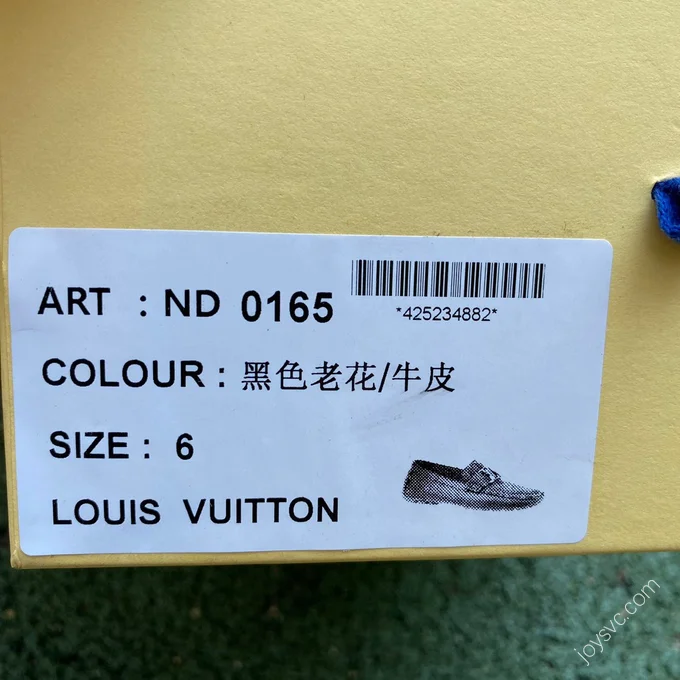 ART : ND 0165
*425234882*
COLOUR : 黑色老花/牛皮
SIZE : 6
LOUIS VUITTON
joysvc.com